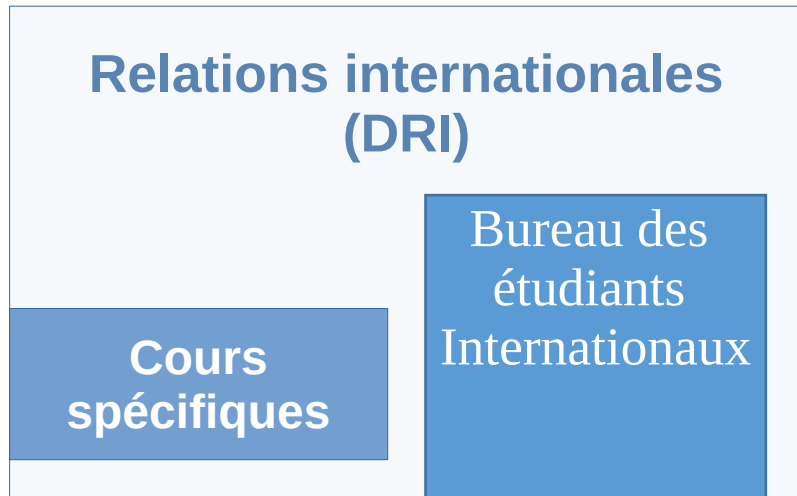 Relations internationales
(DRI)
Bureau des
étudiants
Internationaux
Cours
spécifiques